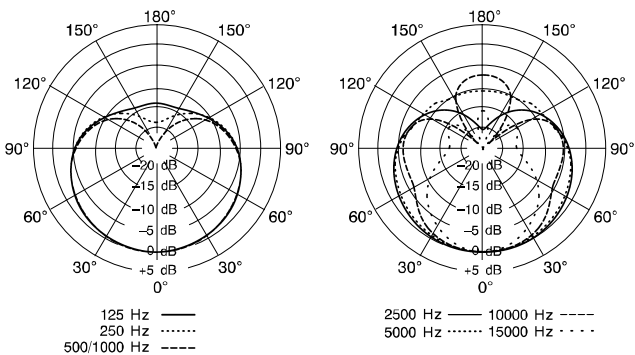 180°
150° 150°
120° 120°
90° 90°
60° 60°
30° 30°
0°
–20 dB
–15 dB
–10 dB
–5 dB
0 dB
+5 dB
125 Hz
250 Hz
500/1000 Hz
180°
150° 150°
120° 120°
90° 90°
60° 60°
30° 30°
0°
–20 dB
–15 dB
–10 dB
–5 dB
0 dB
+5 dB
2500 Hz 10000 Hz
5000 Hz 15000 Hz